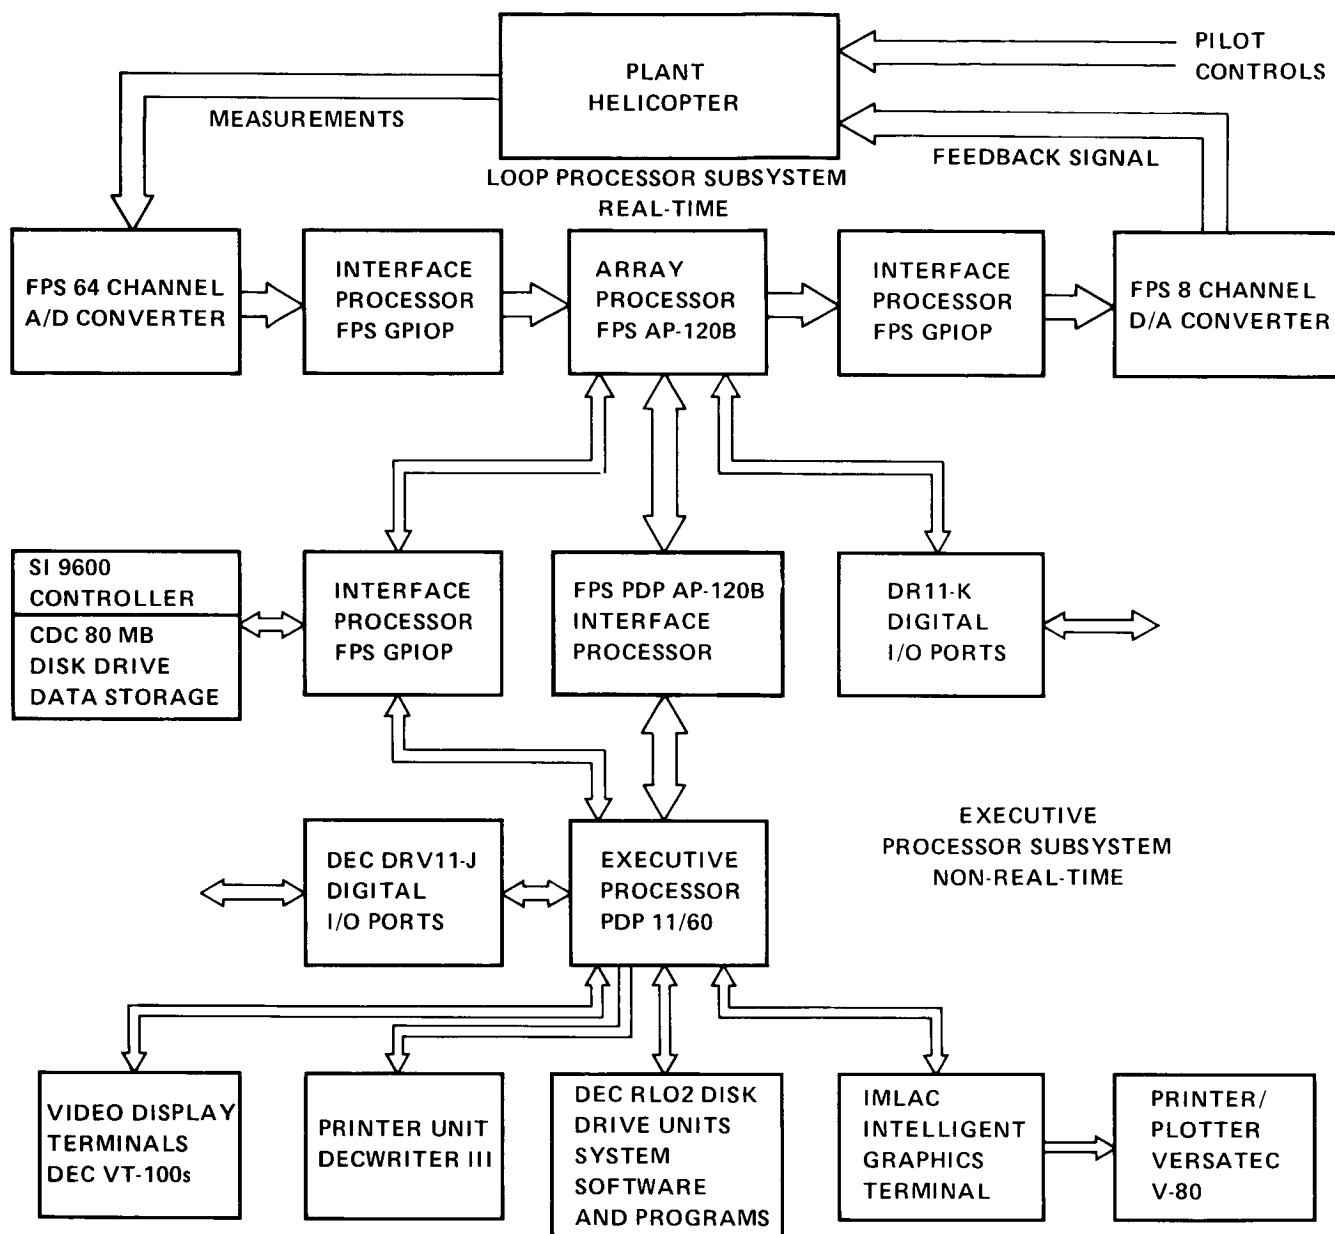 PLANT
HELICOPTER
PILOT
CONTROLS
MEASUREMENTS
FEEDBACK SIGNAL
LOOP PROCESSOR SUBSYSTEM
REAL-TIME
FPS 64 CHANNEL
A/D CONVERTER
INTERFACE
PROCESSOR
FPS GPIOP
ARRAY
PROCESSOR
FPS AP-120B
INTERFACE
PROCESSOR
FPS GPIOP
FPS 8 CHANNEL
D/A CONVERTER
SI 9600
CONTROLLER
CDC 80 MB
DISK DRIVE
DATA STORAGE
INTERFACE
PROCESSOR
FPS GPIOP
FPS PDP AP-120B
INTERFACE
PROCESSOR
DR11-K
DIGITAL
I/O PORTS
DEC DRV11-J
DIGITAL
I/O PORTS
EXECUTIVE
PROCESSOR
PDP 11/60
EXECUTIVE
PROCESSOR SUBSYSTEM
NON-REAL-TIME
VIDEO DISPLAY
TERMINALS
DEC VT-100s
PRINTER UNIT
DECWRITER III
DEC RLO2 DISK
DRIVE UNITS
SYSTEM
SOFTWARE
AND PROGRAMS
IMLAC
INTELLIGENT
GRAPHICS
TERMINAL
PRINTER/
PLOTTER
VERSATEC
V-80